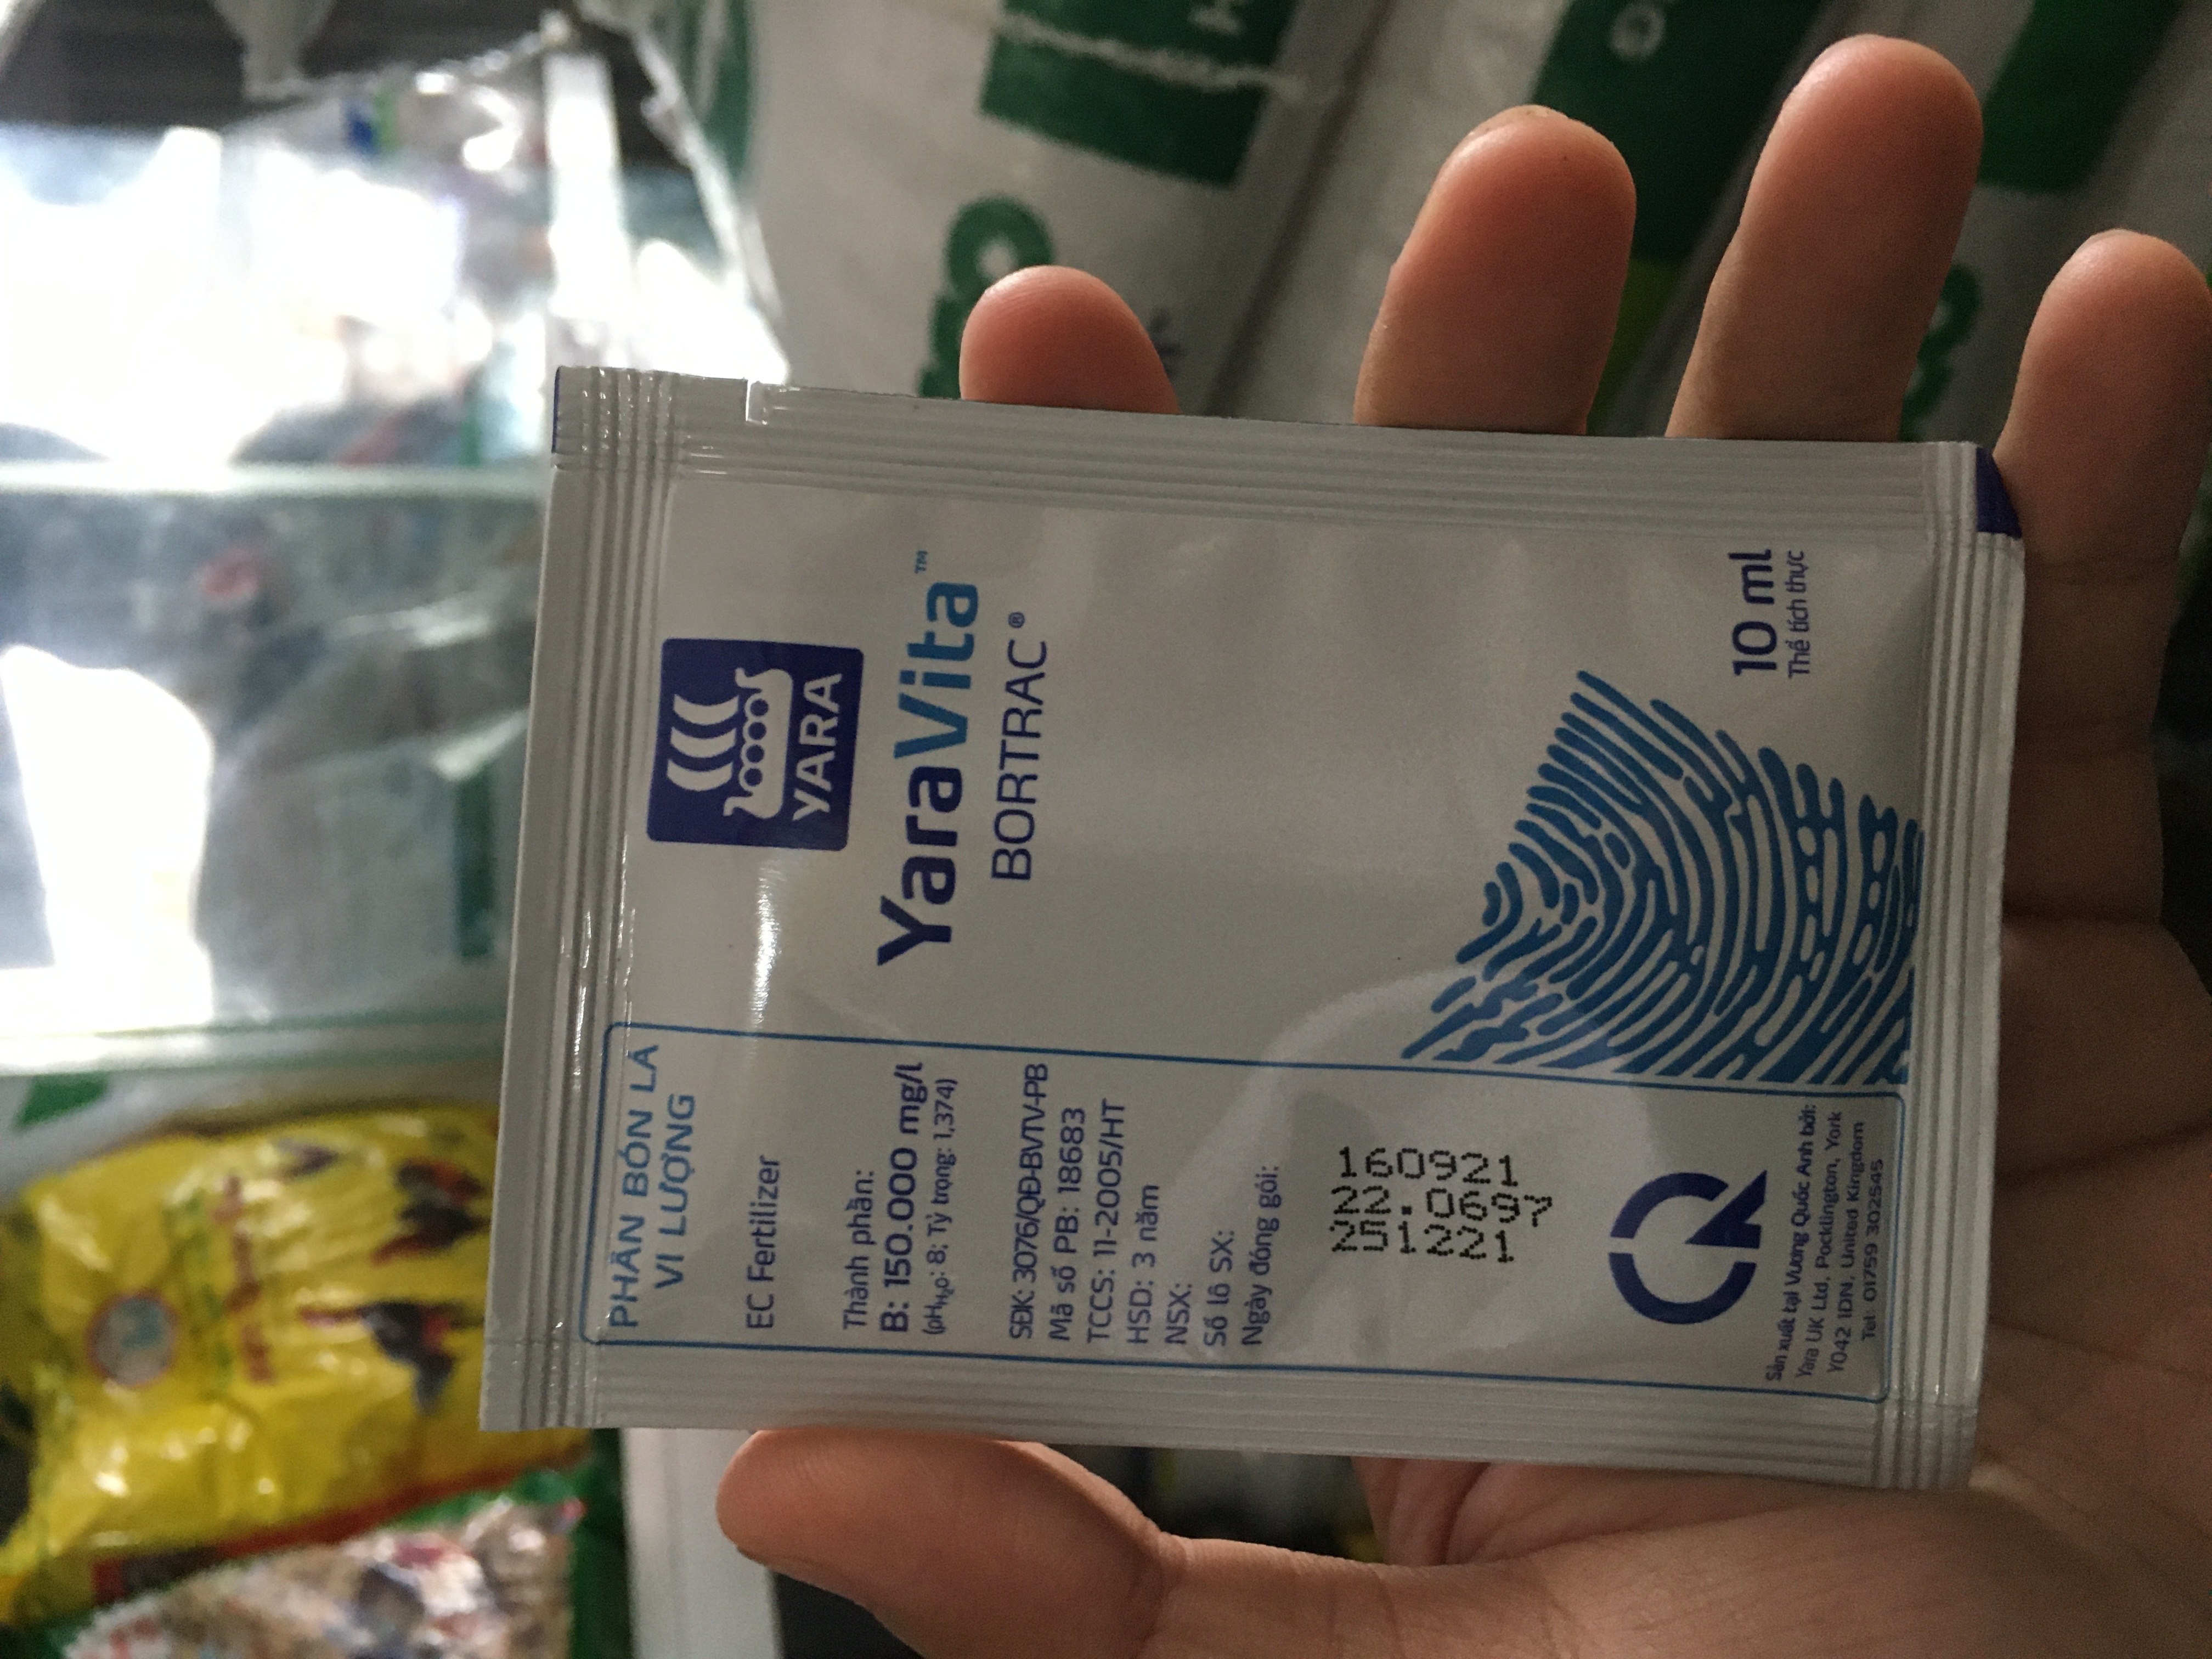 PHÂN BÓN LÁ
VI LƯỢNG
EC Fertilizer
Thành phần:
B: 150.000 mg/l
(pHH₂O: 8; Tỷ trọng: 1,374)
SĐK: 3076/QĐ-BVTV-PB
Mã số PB: 18683
TCCS: 11-2005/HT
HSD: 3 năm
NSX:
Số lô SX:
Ngày đóng gói:
160921
22.0697
251221
Sản xuất tại Vương Quốc Anh bởi:
Yara UK Ltd, Pocklington, York
YO42 1DN, United Kingdom
Tel: 01759 302545
YARA
YaraVita™
BORTRAC®
10 ml
Thể tích thực